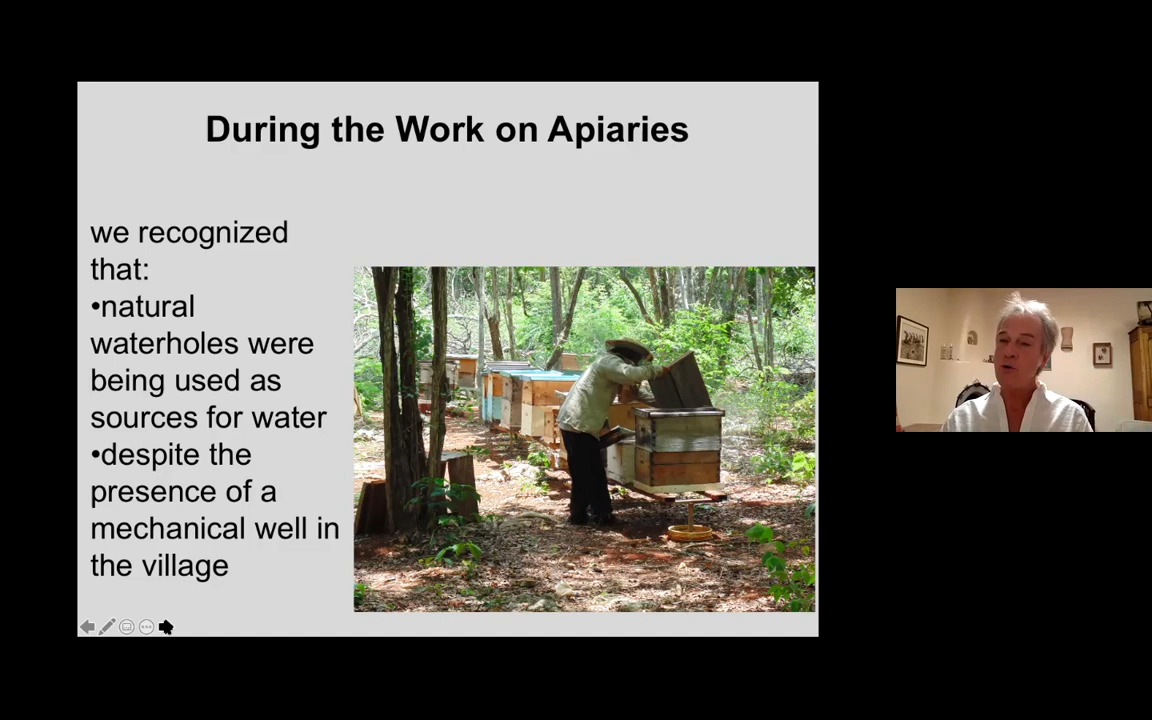 During the Work on Apiaries
we recognized
that:
•natural
waterholes were
being used as
sources for water
•despite the
presence of a
mechanical well in
the village